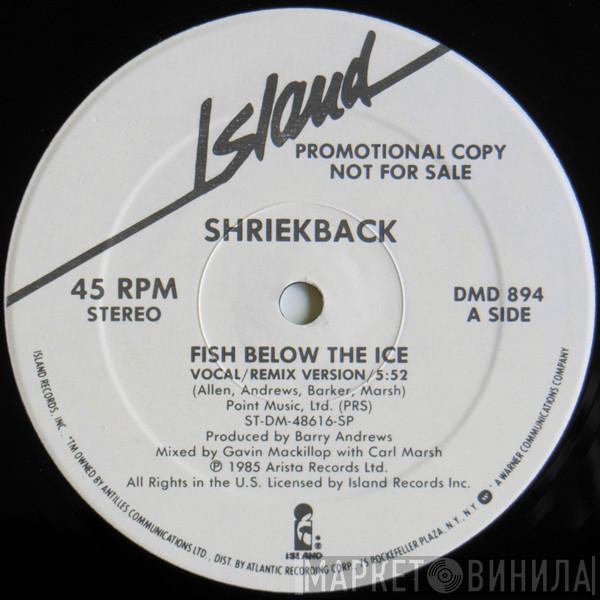 Island
PROMOTIONAL COPY
NOT FOR SALE
SHRIEKBACK
45 RPM
STEREO
DMD 894
A SIDE
FISH BELOW THE ICE
VOCAL/REMIX VERSION/5:52
(Allen, Andrews, Barker, Marsh)
Point Music, Ltd. (PRS)
ST-DM-48616-SP
Produced by Barry Andrews
Mixed by Gavin Mackillop with Carl Marsh
℗ 1985 Arista Records Ltd.
All Rights in the U.S. Licensed by Island Records Inc.
ISLAND ®
ISLAND RECORDS, INC., *TM OWNED BY ANTILLES COMMUNICATIONS LTD., DIST. BY ATLANTIC RECORDING CORP., 75 ROCKEFELLER PLAZA, N.Y., N.Y. • A WARNER COMMUNICATIONS COMPANY
МАРКЕТ ВИНИЛА